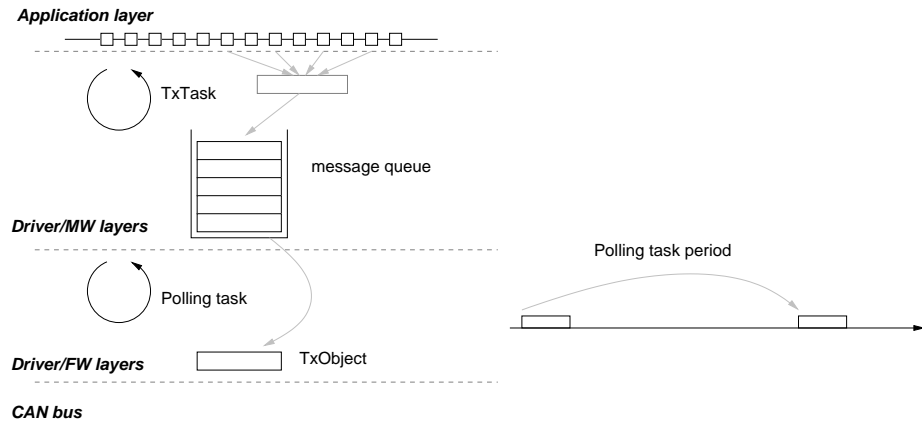 Application layer
TxTask
message queue
Driver/MW layers
Polling task period
Polling task
TxObject
Driver/FW layers
CAN bus